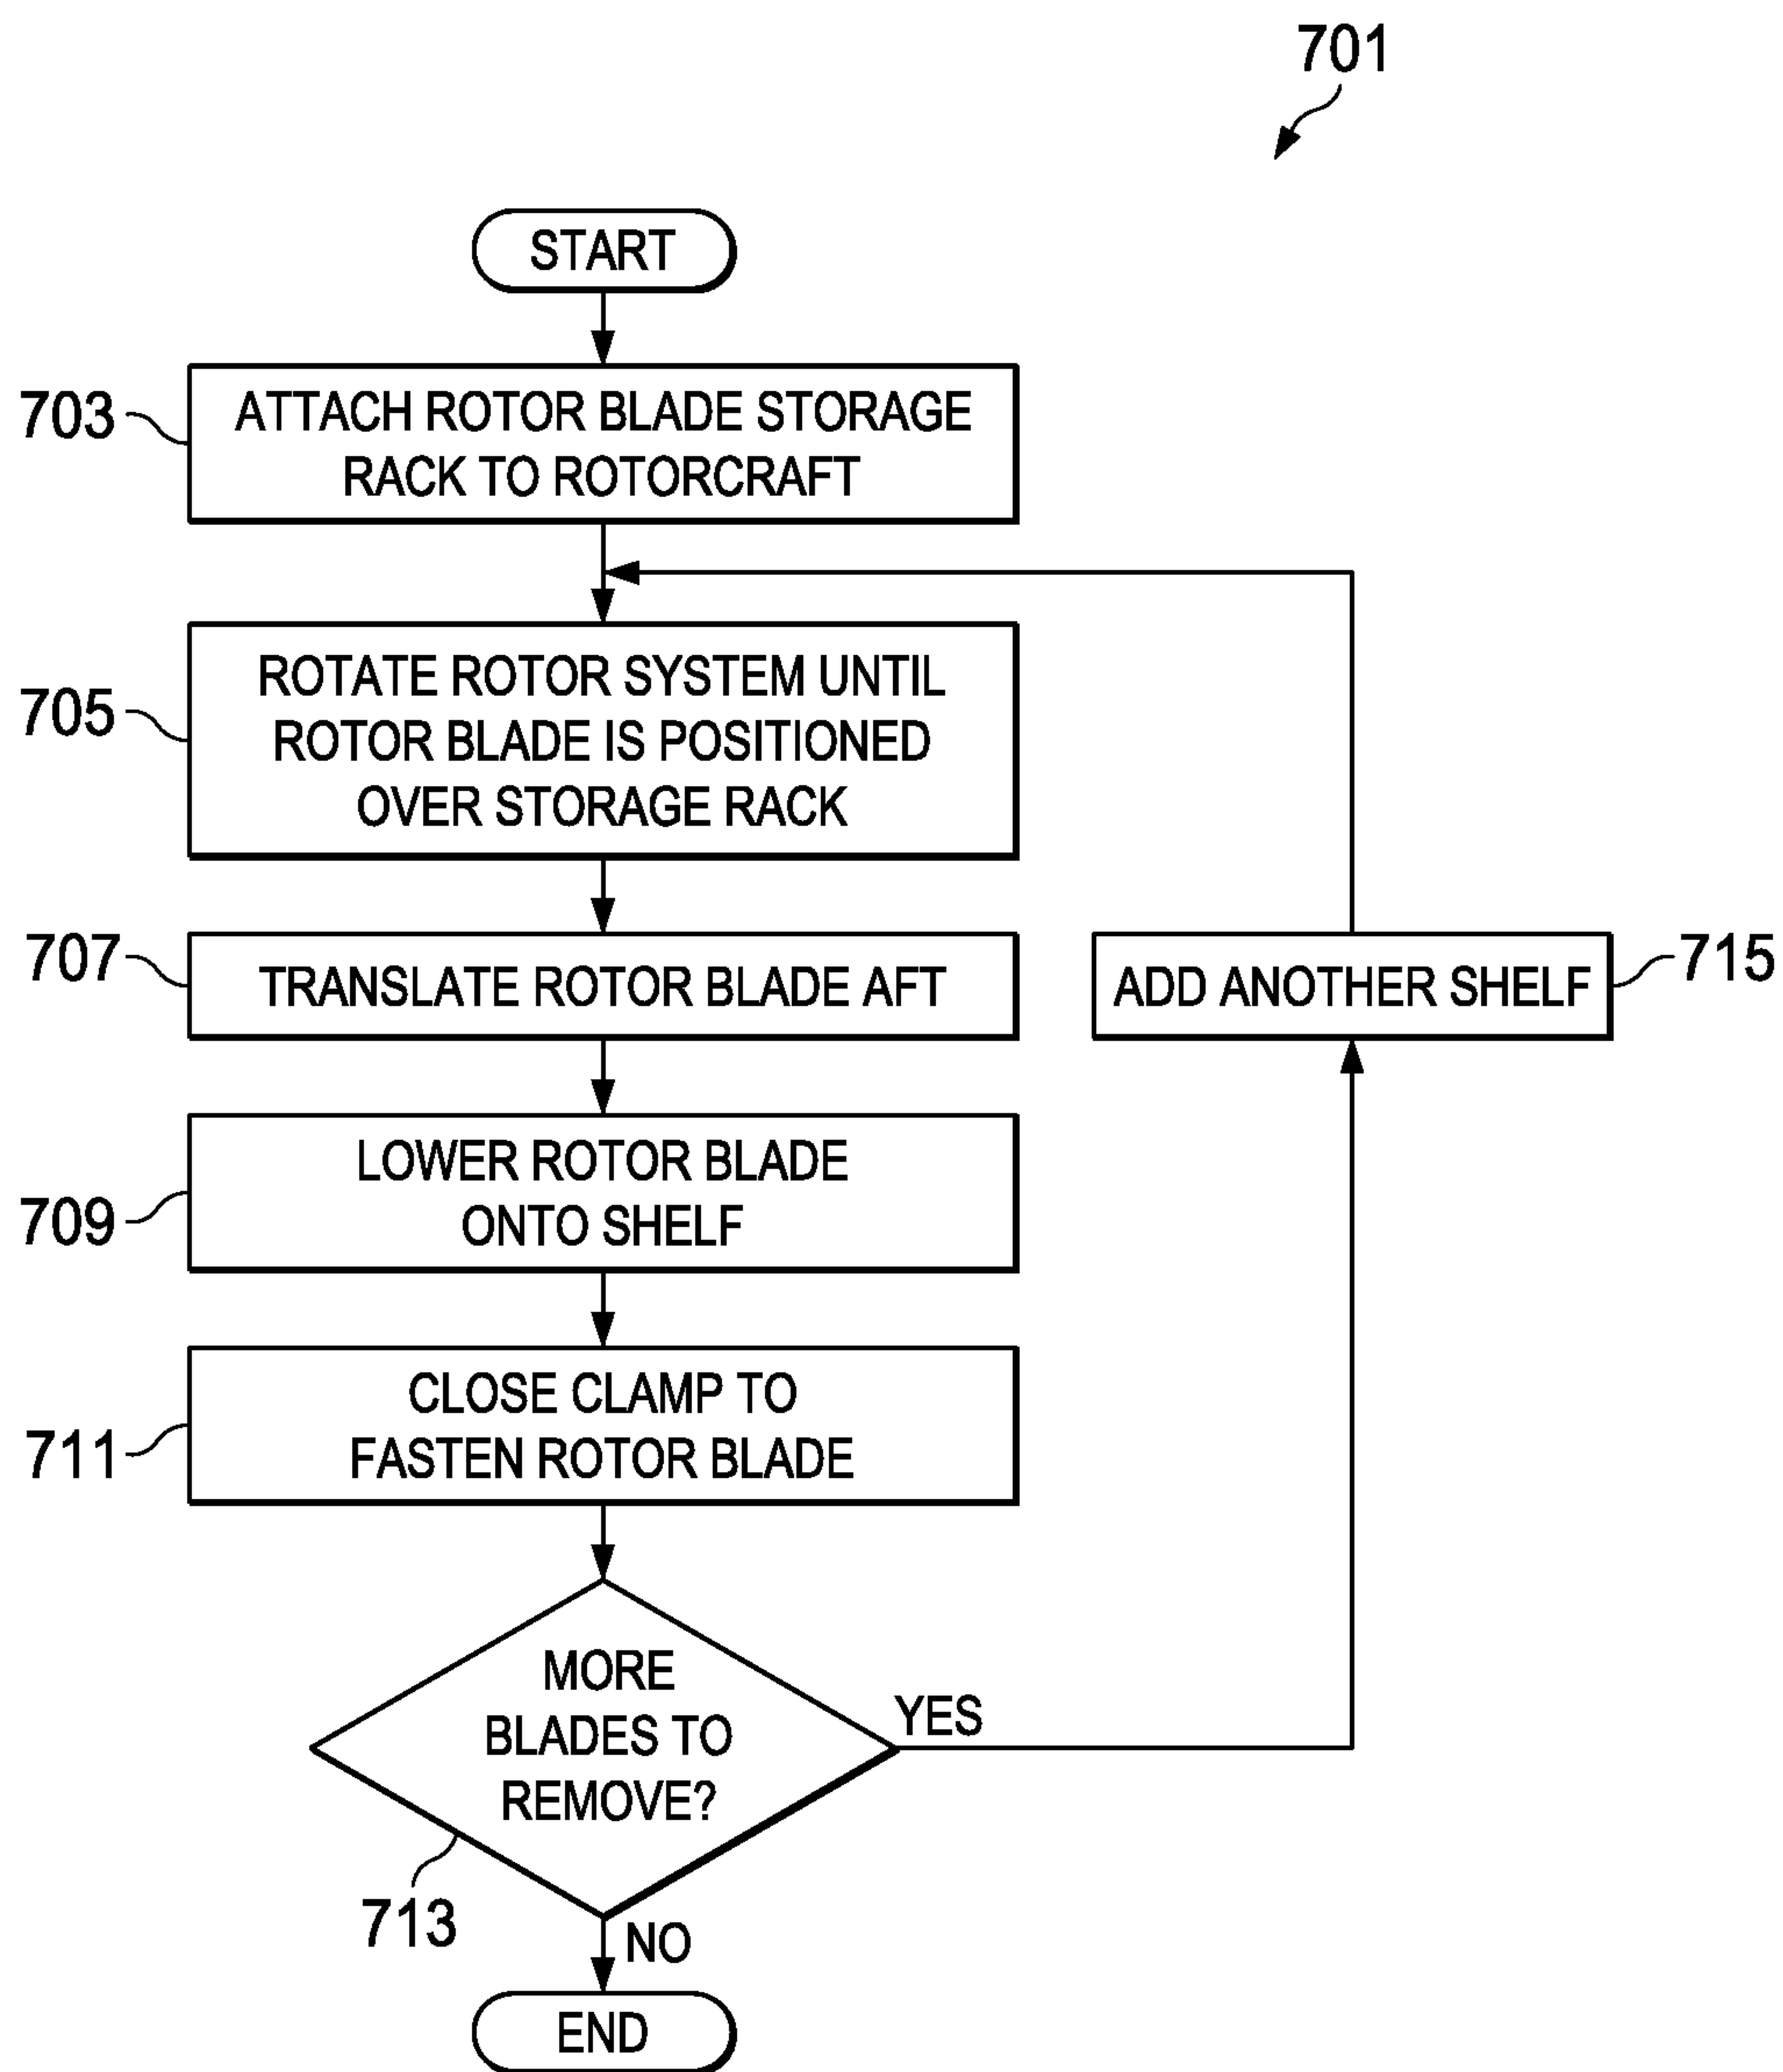 701
START
703
ATTACH ROTOR BLADE STORAGE
RACK TO ROTORCRAFT
705
ROTATE ROTOR SYSTEM UNTIL
ROTOR BLADE IS POSITIONED
OVER STORAGE RACK
707
TRANSLATE ROTOR BLADE AFT
ADD ANOTHER SHELF
715
709
LOWER ROTOR BLADE
ONTO SHELF
711
CLOSE CLAMP TO
FASTEN ROTOR BLADE
MORE
BLADES TO
REMOVE?
YES
713
NO
END